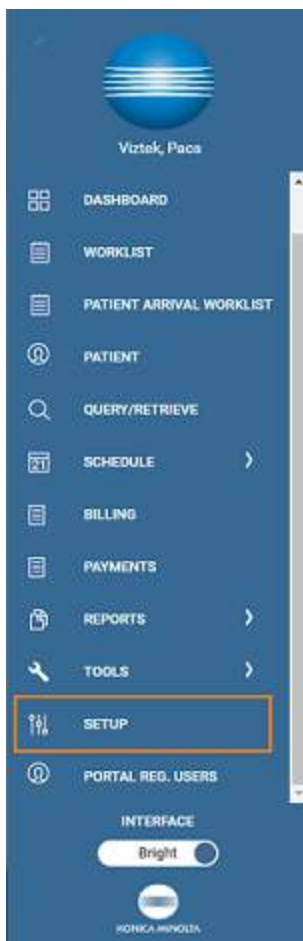 Viztek, Paca
DASHBOARD
WORKLIST
PATIENT ARRIVAL WORKLIST
PATIENT
QUERY/RETRIEVE
21
SCHEDULE
BILLING
PAYMENTS
REPORTS
TOOLS
SETUP
PORTAL REG. USERS
INTERFACE
Bright
KONICA MINOLTA